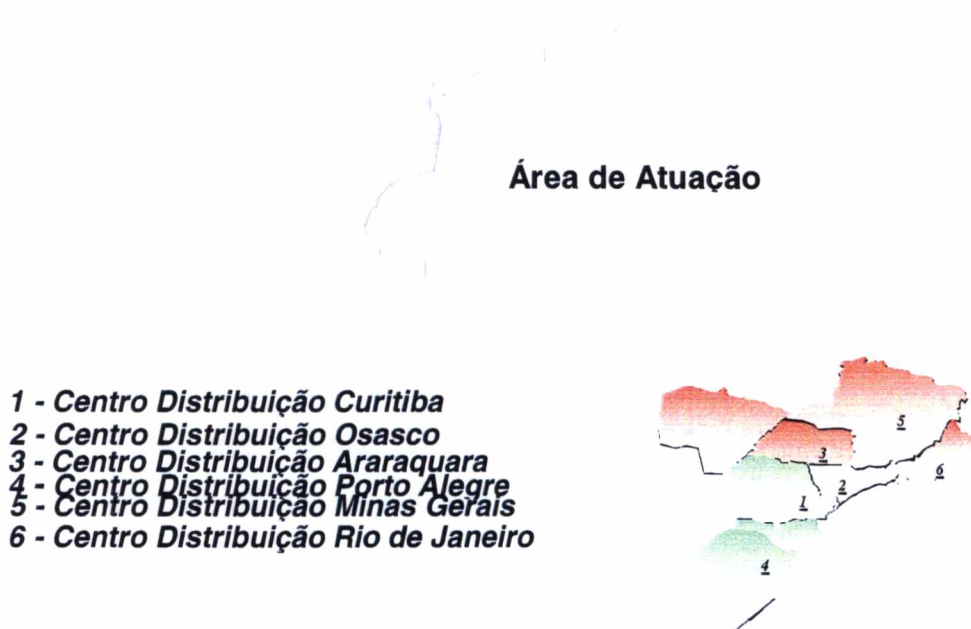 Área de Atuação
1 - Centro Distribuição Curitiba
2 - Centro Distribuição Osasco
3 - Centro Distribuição Araraquara
4 - Centro Distribuição Porto Alegre
5 - Centro Distribuição Minas Gerais
6 - Centro Distribuição Rio de Janeiro
5
3
6
2
1
4